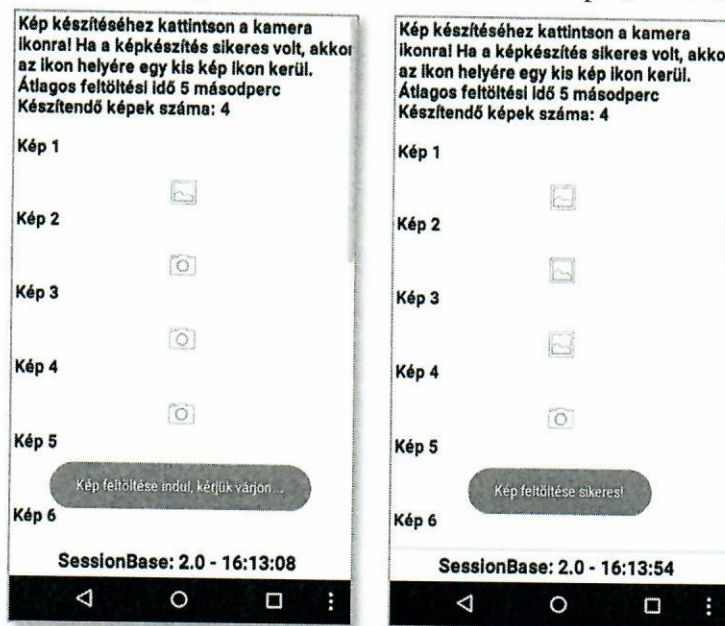 Kép készítéséhez kattintson a kamera
ikonra! Ha a képkészítés sikeres volt, akkor
az ikon helyére egy kis kép ikon kerül.
Átlagos feltöltési idő 5 másodperc
Készítendő képek száma: 4
Kép 1
Kép 2
Kép 3
Kép 4
Kép 5
Kép feltöltése indul, kérjük várjon...
Kép 6
SessionBase: 2.0 - 16:13:08
Kép készítéséhez kattintson a kamera
ikonra! Ha a képkészítés sikeres volt, akko
az ikon helyére egy kis kép ikon kerül.
Átlagos feltöltési idő 5 másodperc
Készítendő képek száma: 4
Kép 1
Kép 2
Kép 3
Kép 4
Kép 5
Kép feltöltése sikeres!
Kép 6
SessionBase: 2.0 - 16:13:54